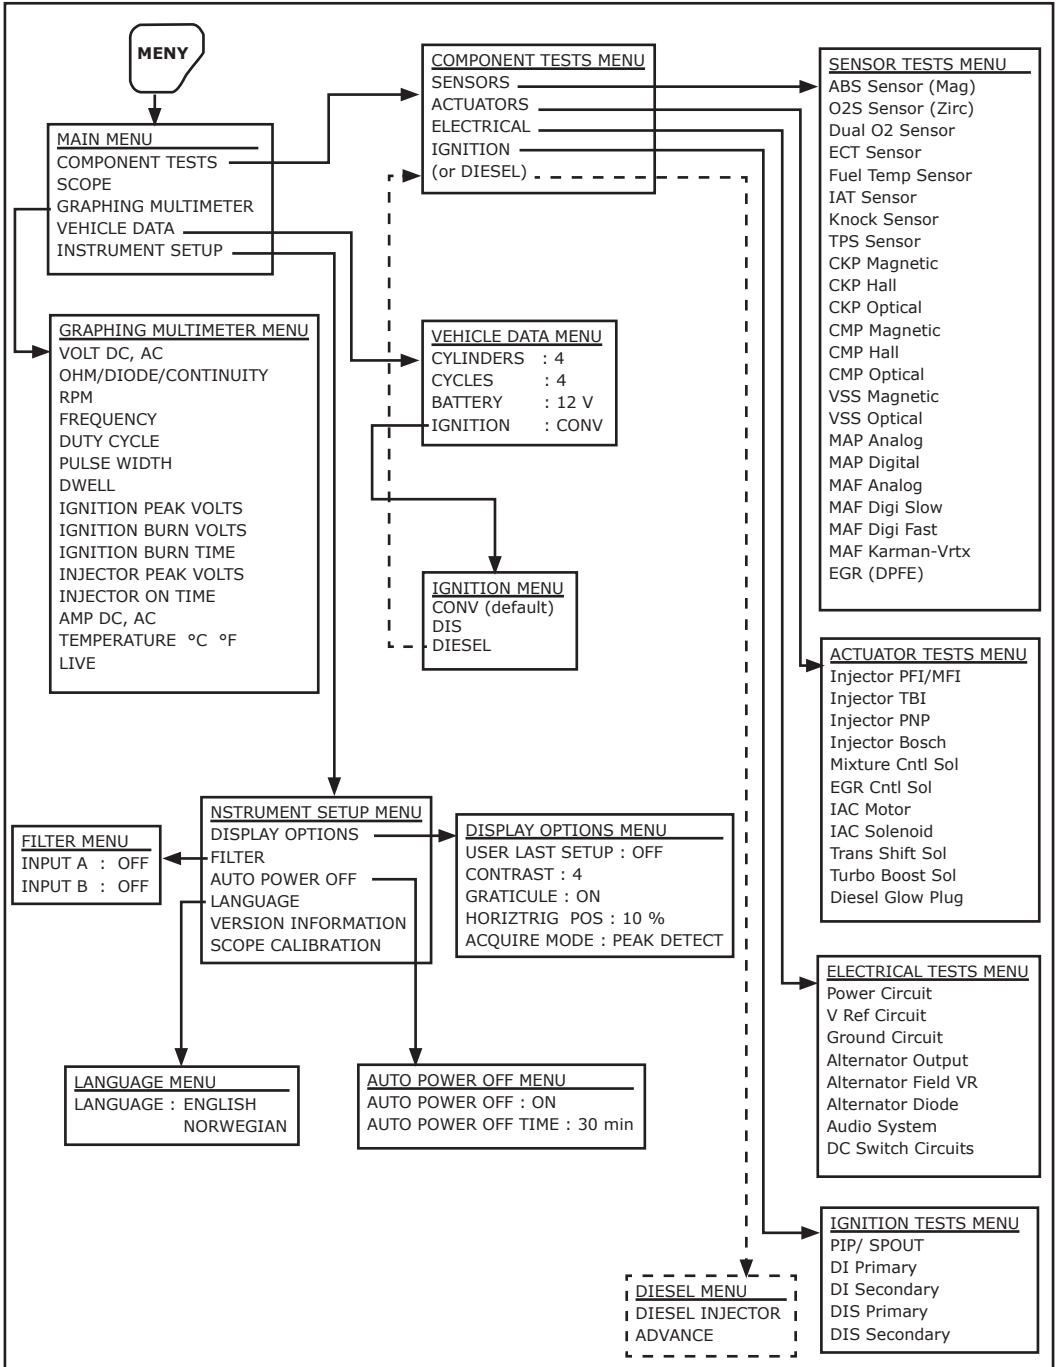 MENY
MAIN MENU
COMPONENT TESTS
SCOPE
GRAPHING MULTIMETER
VEHICLE DATA
INSTRUMENT SETUP
COMPONENT TESTS MENU
SENSORS
ACTUATORS
ELECTRICAL
IGNITION
(or DIESEL)
SENSOR TESTS MENU
ABS Sensor (Mag)
O2S Sensor (Zirc)
Dual O2 Sensor
ECT Sensor
Fuel Temp Sensor
IAT Sensor
Knock Sensor
TPS Sensor
CKP Magnetic
CKP Hall
CKP Optical
CMP Magnetic
CMP Hall
CMP Optical
VSS Magnetic
VSS Optical
MAP Analog
MAP Digital
MAF Analog
MAF Digi Slow
MAF Digi Fast
MAF Karman-Vrtx
EGR (DPFE)
GRAPHING MULTIMETER MENU
VOLT DC, AC
OHM/DIODE/CONTINUITY
RPM
FREQUENCY
DUTY CYCLE
PULSE WIDTH
DWELL
IGNITION PEAK VOLTS
IGNITION BURN VOLTS
IGNITION BURN TIME
INJECTOR PEAK VOLTS
INJECTOR ON TIME
AMP DC, AC
TEMPERATURE °C °F
LIVE
VEHICLE DATA MENU
CYLINDERS : 4
CYCLES : 4
BATTERY : 12 V
IGNITION : CONV
IGNITION MENU
CONV (default)
DIS
DIESEL
ACTUATOR TESTS MENU
Injector PFI/MFI
Injector TBI
Injector PNP
Injector Bosch
Mixture Cntl Sol
EGR Cntl Sol
IAC Motor
IAC Solenoid
Trans Shift Sol
Turbo Boost Sol
Diesel Glow Plug
NSTRUMENT SETUP MENU
DISPLAY OPTIONS
FILTER
AUTO POWER OFF
LANGUAGE
VERSION INFORMATION
SCOPE CALIBRATION
FILTER MENU
INPUT A : OFF
INPUT B : OFF
DISPLAY OPTIONS MENU
USER LAST SETUP : OFF
CONTRAST : 4
GRATICULE : ON
HORIZTRIG POS : 10 %
ACQUIRE MODE : PEAK DETECT
ELECTRICAL TESTS MENU
Power Circuit
V Ref Circuit
Ground Circuit
Alternator Output
Alternator Field VR
Alternator Diode
Audio System
DC Switch Circuits
LANGUAGE MENU
LANGUAGE : ENGLISH
NORWEGIAN
AUTO POWER OFF MENU
AUTO POWER OFF : ON
AUTO POWER OFF TIME : 30 min
IGNITION TESTS MENU
PIP/ SPOUT
DI Primary
DI Secondary
DIS Primary
DIS Secondary
DIESEL MENU
DIESEL INJECTOR
ADVANCE